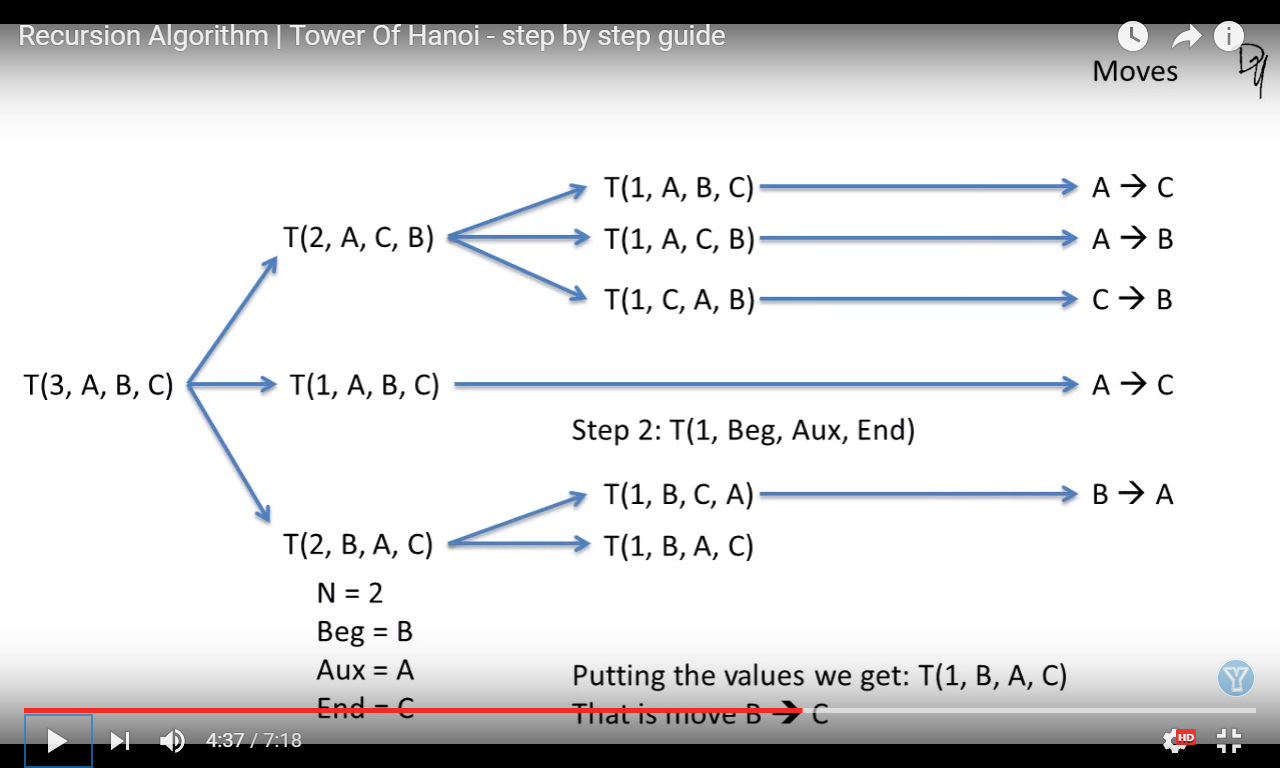 Recursion Algorithm | Tower Of Hanoi - step by step guide
Moves
T(1, A, B, C) A → C
T(2, A, C, B) T(1, A, C, B) A → B
T(1, C, A, B) C → B
T(3, A, B, C) T(1, A, B, C) A → C
Step 2: T(1, Beg, Aux, End)
T(1, B, C, A) B → A
T(2, B, A, C) T(1, B, A, C)
N = 2
Beg = B
Aux = A
End = C
Putting the values we get: T(1, B, A, C)
That is move B → C
4:37 / 7:18
HD